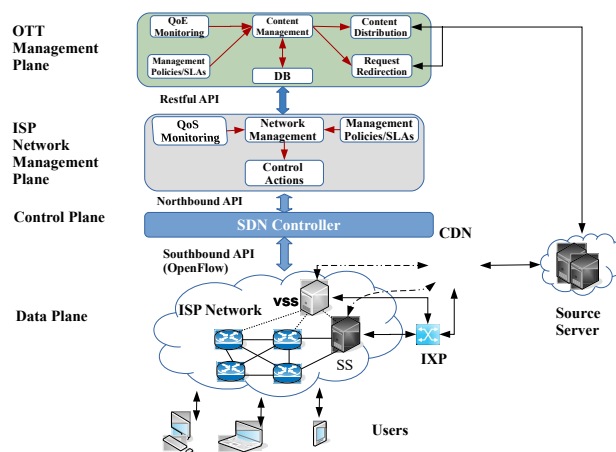 OTT
Management
Plane
QoE
Monitoring
Content
Management
Content
Distribution
Management
Policies/SLAs
Request
Redirection
DB
Restful API
ISP
Network
Management
Plane
QoS
Monitoring
Network
Management
Management
Policies/SLAs
Control
Actions
Northbound API
Control Plane
SDN Controller
CDN
Southbound API
(OpenFlow)
Source
Server
Data Plane
ISP Network
vss
SS
IXP
Users